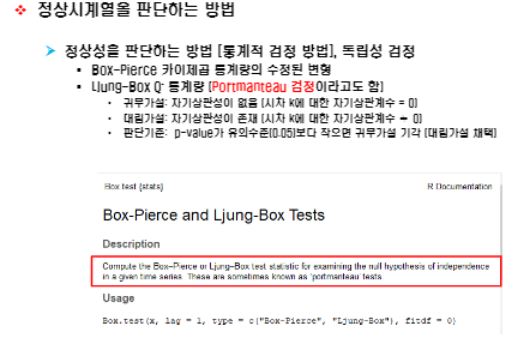 정상시계열을 판단하는 방법
정상성을 판단하는 방법 [통계적 검정 방법], 독립성 검정
Box-Pierce 카이제곱 통계량의 수정된 변형
Ljung-Box Q* 통계량 [Portmanteau 검정이라고도 함]
귀무가설: 자기상관성이 없음 [시차 k에 대한 자기상관계수 = 0]
대립가설: 자기상관성이 존재 [시차 k에 대한 자기상관계수 ≠ 0]
판단기준: p-value가 유의수준(0.05)보다 작으면 귀무가설 기각 [대립가설 채택]
Box.test {stats}
R Documentation
Box-Pierce and Ljung-Box Tests
Description
Compute the Box–Pierce or Ljung–Box test statistic for examining the null hypothesis of independence
in a given time series. These are sometimes known as 'portmanteau' tests.
Usage
Box.test(x, lag = 1, type = c("Box-Pierce", "Ljung-Box"), fitdf = 0)